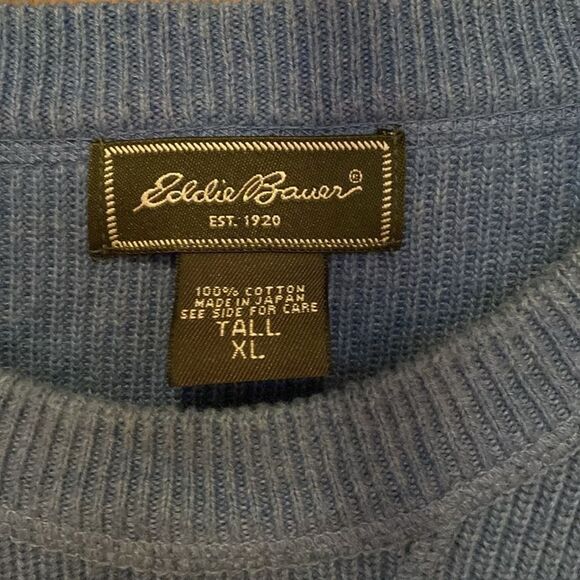 Eddie Bauer®
EST. 1920
100% COTTON
MADE IN JAPAN
SEE SIDE FOR CARE
TALL
XL